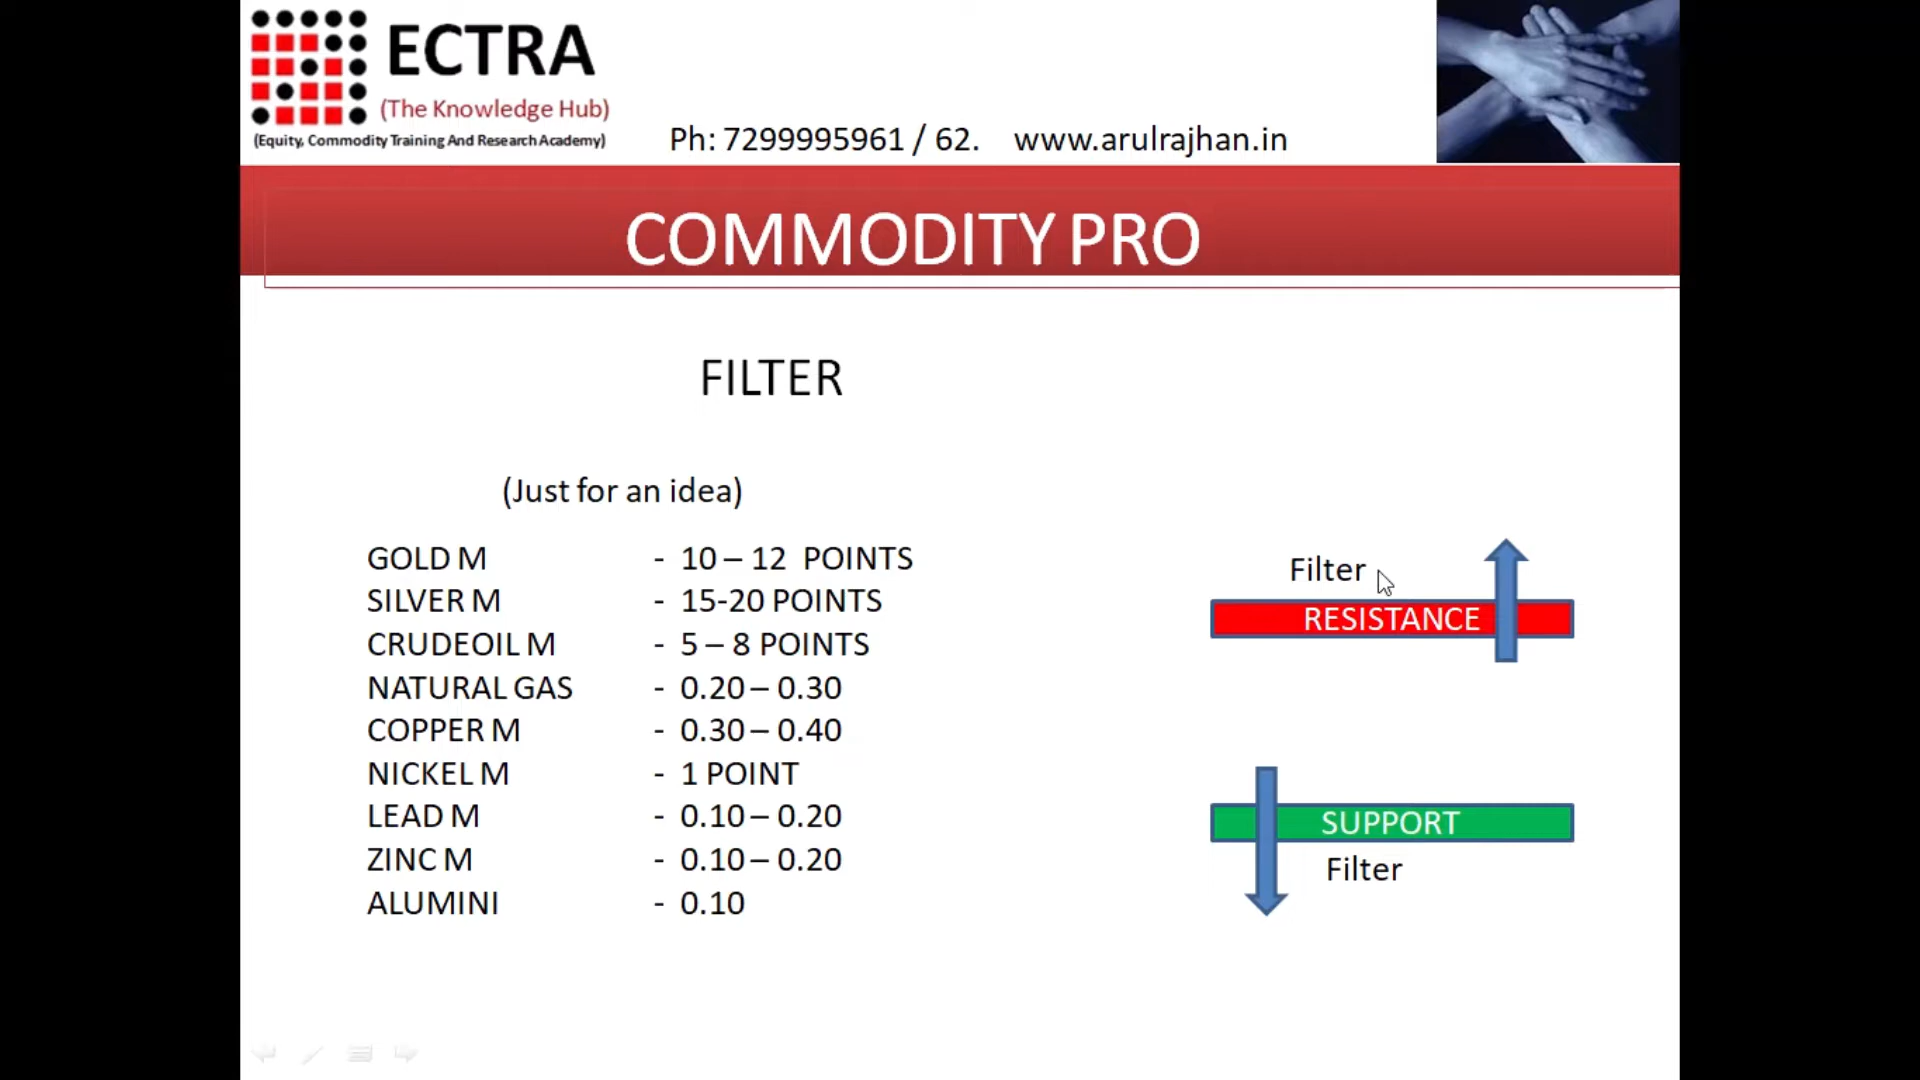 ECTRA
(The Knowledge Hub)
(Equity, Commodity Training And Research Academy)
Ph: 7299995961 / 62. www.arulrajhan.in
COMMODITY PRO
FILTER
(Just for an idea)
GOLD M - 10 – 12 POINTS
SILVER M - 15-20 POINTS
CRUDEOIL M - 5 – 8 POINTS
NATURAL GAS - 0.20 – 0.30
COPPER M - 0.30 – 0.40
NICKEL M - 1 POINT
LEAD M - 0.10 – 0.20
ZINC M - 0.10 – 0.20
ALUMINI - 0.10
Filter
RESISTANCE
SUPPORT
Filter